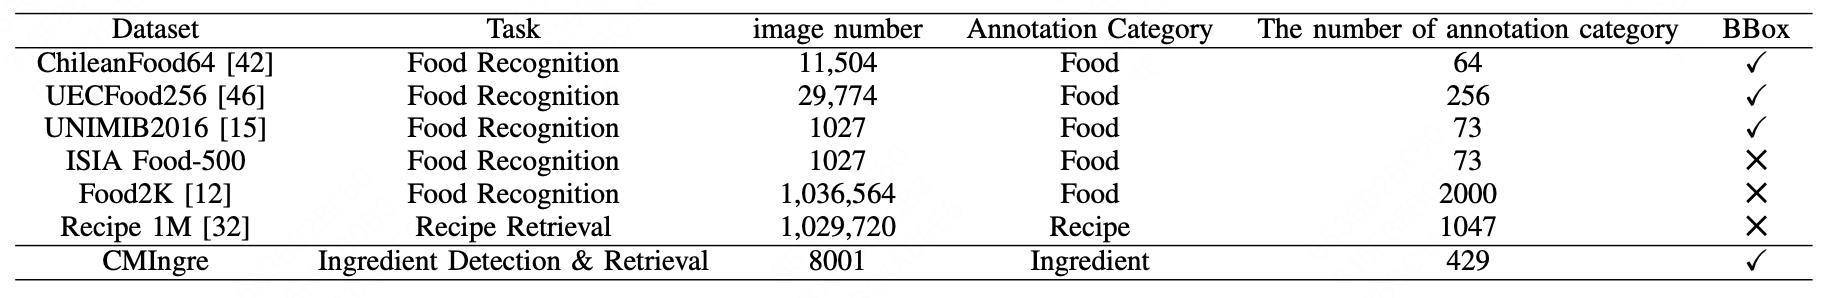 Dataset Task image number Annotation Category The number of annotation category BBox
ChileanFood64 [42] Food Recognition 11,504 Food 64 ✓
UECFood256 [46] Food Recognition 29,774 Food 256 ✓
UNIMIB2016 [15] Food Recognition 1027 Food 73 ✓
ISIA Food-500 Food Recognition 1027 Food 73 ✕
Food2K [12] Food Recognition 1,036,564 Food 2000 ✕
Recipe 1M [32] Recipe Retrieval 1,029,720 Recipe 1047 ✕
CMIngre Ingredient Detection & Retrieval 8001 Ingredient 429 ✓